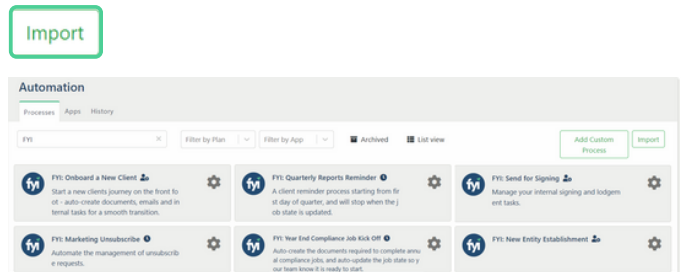 Import
Automation
Processes Apps History
FYI × Filter by Plan Filter by App Archived List view Add Custom Process Import
fyi FYI: Onboard a New Client
Start a new clients journey on the front fo
ot - auto-create documents, emails and in
ternal tasks for a smooth transition.
fyi FYI: Quarterly Reports Reminder
A client reminder process starting from fir
st day of quarter, and will stop when the j
ob state is updated.
fyi FYI: Send for Signing
Manage your internal signing and lodgem
ent tasks.
fyi FYI: Marketing Unsubscribe
Automate the management of unsubscrib
e requests.
fyi FYI: Year End Compliance Job Kick Off
Auto-create the documents required to complete annu
al compliance jobs, and auto-update the job state so y
our team know it is ready to start.
fyi FYI: New Entity Establishment